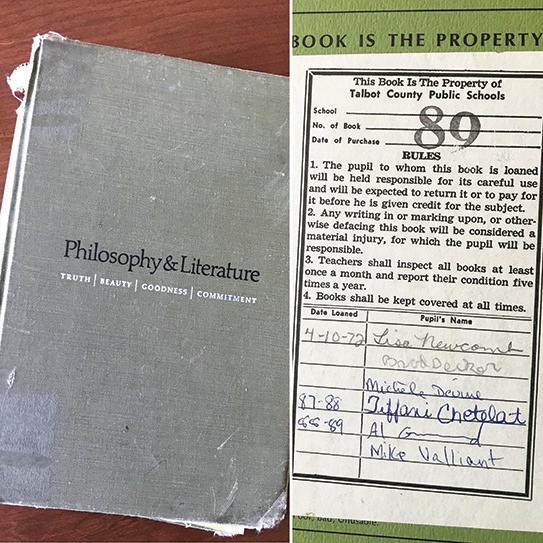 Philosophy & Literature
TRUTH | BEAUTY | GOODNESS | COMMITMENT
BOOK IS THE PROPERTY
This Book Is The Property of
Talbot County Public Schools
School
No. of Book 89
Date of Purchase
RULES
1. The pupil to whom this book is loaned
will be held responsible for its careful use
and will be expected to return it or to pay for
it before he is given credit for the subject.
2. Any writing in or marking upon, or other-
wise defacing this book will be considered a
material injury, for which the pupil will be
responsible.
3. Teachers shall inspect all books at least
once a month and report their condition five
times a year.
4. Books shall be kept covered at all times.
Date Loaned Pupil's Name
4-10-72 Lisa Newcomb
Decker
Michele Devine
87-88 Tiffani Chetelat
88-89 Al
Mike Valliant
Poor, Bad, Unusable.